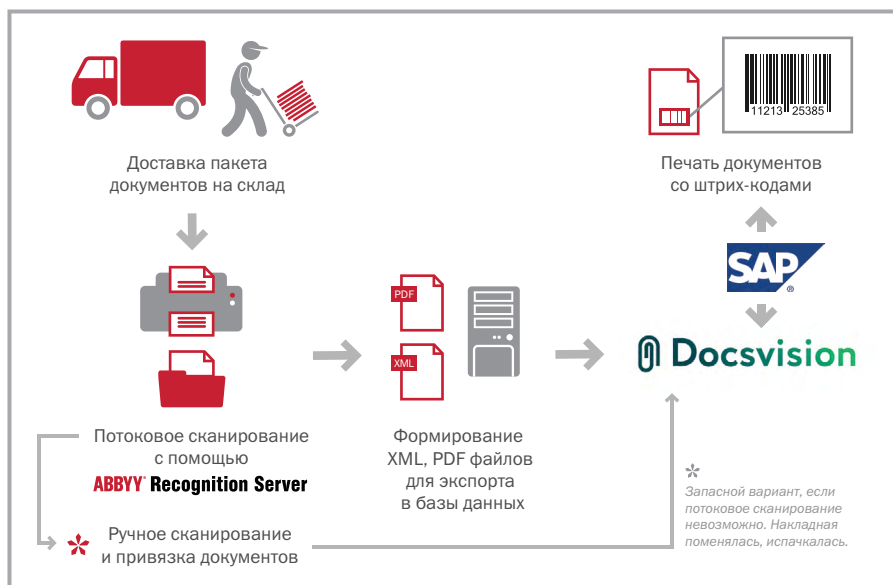 Доставка пакета
документов на склад
11213 25385
Печать документов
со штрих-кодами
SAP®
PDF
XML
Docsvision
Потоковое сканирование
с помощью
ABBYY® Recognition Server
Формирование
XML, PDF файлов
для экспорта
в базы данных
* Ручное сканирование
и привязка документов
*
Запасной вариант, если
потоковое сканирование
невозможно. Накладная
поменялась, испачкалась.